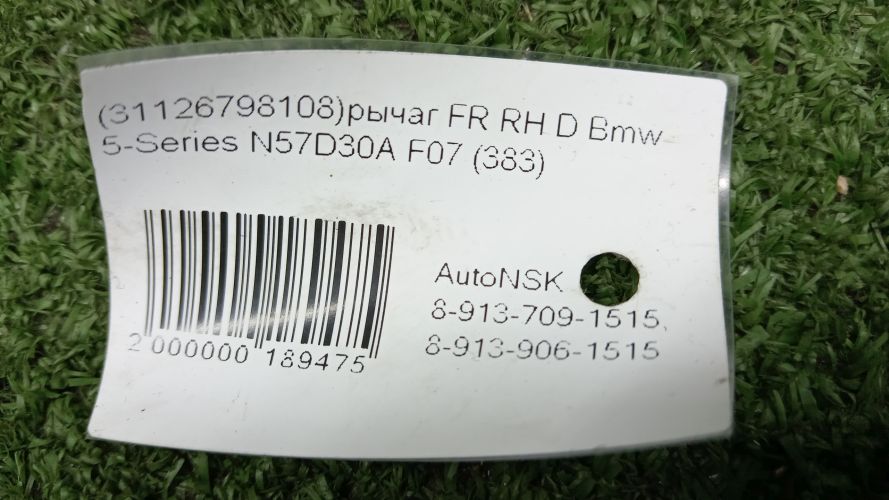 (31126798108)рычаг FR RH D Bmw
5-Series N57D30A F07 (383)
AutoNSK
8-913-709-1515,
8-913-906-1515
2 000000 189475